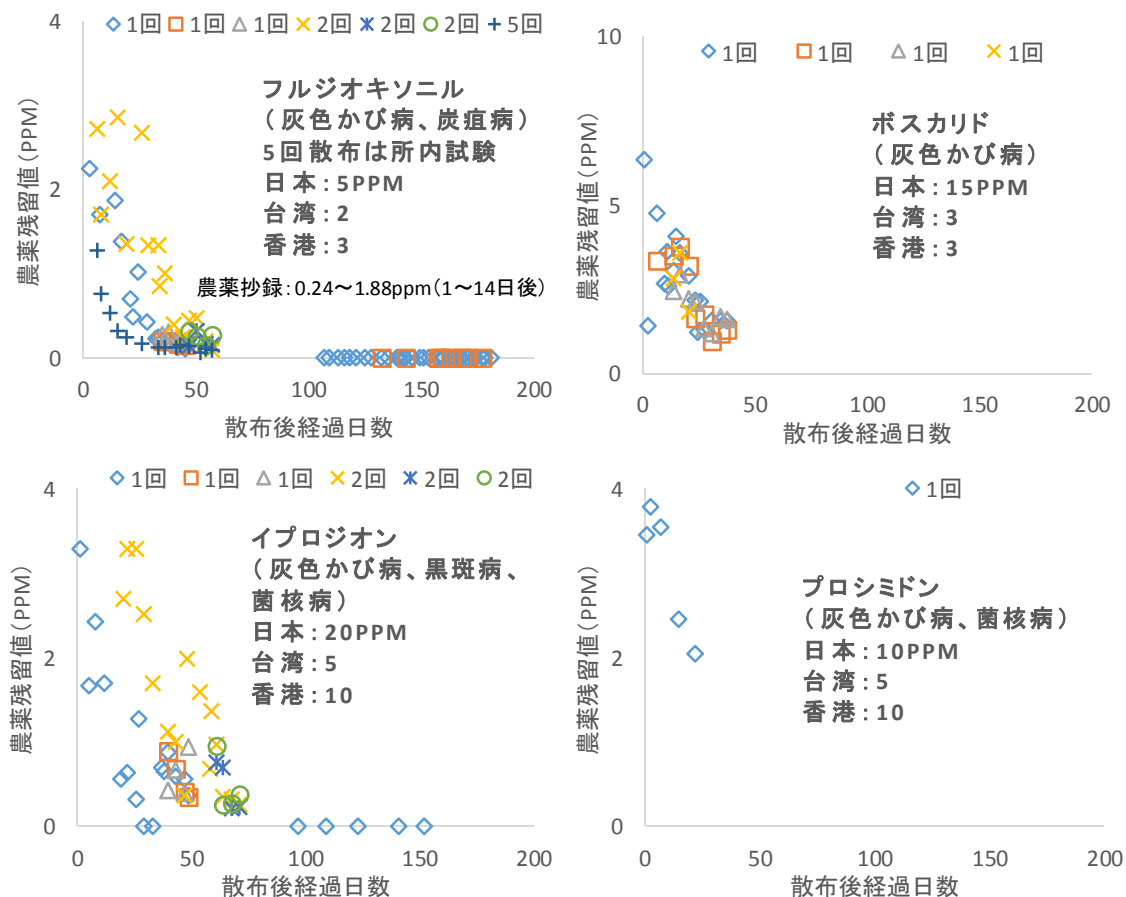 ◇1回 □1回 △1回 ×2回 ✳2回 ○2回 +5回
4
2
0
0 50 100 150 200
農薬残留値(PPM)
散布後経過日数
フルジオキソニル
(灰色かび病、炭疽病)
5回散布は所内試験
日本:5PPM
台湾:2
香港:3
農薬抄録:0.24〜1.88ppm(1〜14日後)
◇1回 □1回 △1回 ×1回
10
5
0
0 50 100 150 200
農薬残留値(PPM)
散布後経過日数
ボスカリド
(灰色かび病)
日本:15PPM
台湾:3
香港:3
◇1回 □1回 △1回 ×2回 ✳2回 ○2回
4
2
0
0 50 100 150 200
農薬残留値(PPM)
散布後経過日数
イプロジオン
(灰色かび病、黒斑病、
菌核病)
日本:20PPM
台湾:5
香港:10
◇1回
4
2
0
0 50 100 150 200
農薬残留値(PPM)
散布後経過日数
プロシミドン
(灰色かび病、菌核病)
日本:10PPM
台湾:5
香港:10